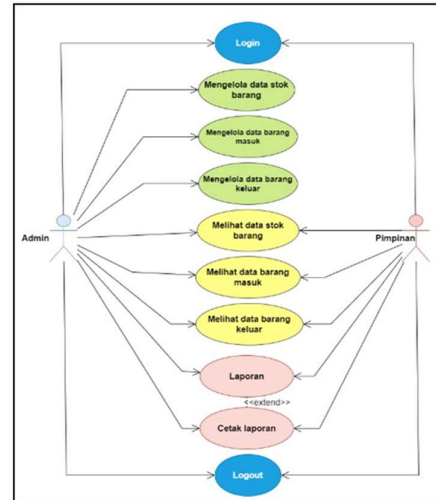 Login
Mengelola data stok
barang
Mengelola data barang
masuk
Mengelola data barang
keluar
Admin
Melihat data stok
barang
Pimpinan
Melihat data barang
masuk
Melihat data barang
keluar
Laporan
<<extend>>
Cetak laporan
Logout